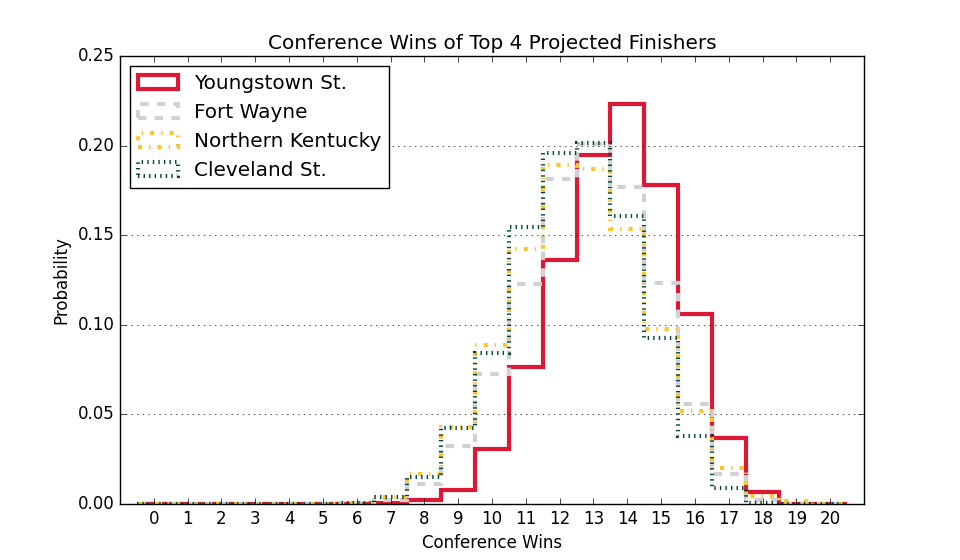 Conference Wins of Top 4 Projected Finishers
0.25
0.20
0.15
0.10
0.05
0.00
Probability
Youngstown St.
Fort Wayne
Northern Kentucky
Cleveland St.
0 1 2 3 4 5 6 7 8 9 10 11 12 13 14 15 16 17 18 19 20
Conference Wins